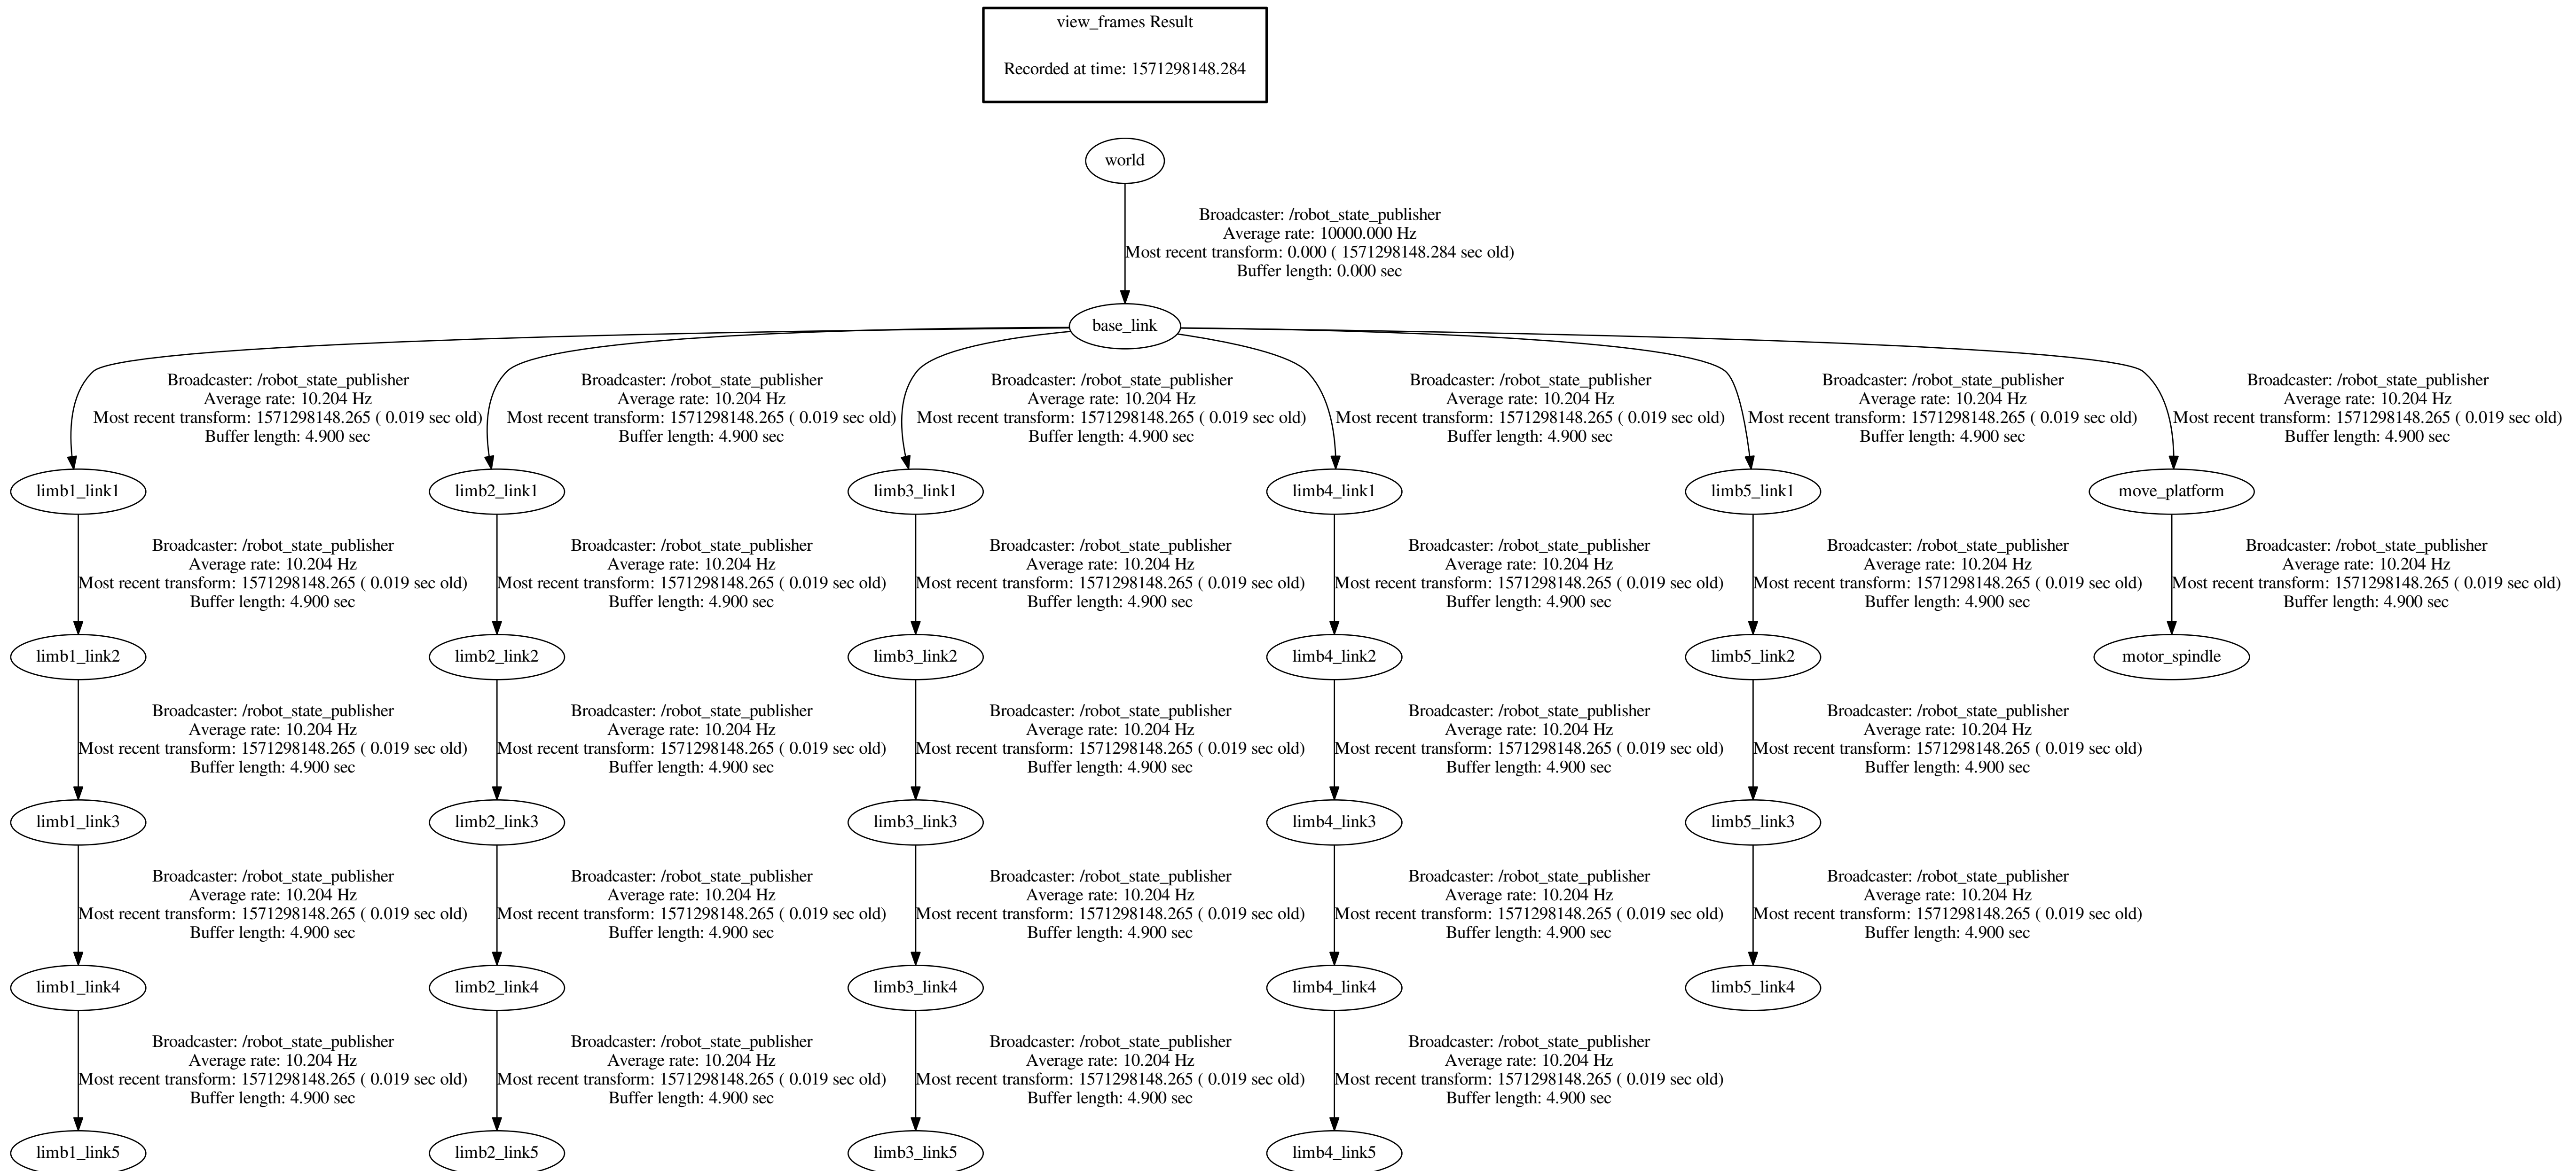 view_frames Result
Recorded at time: 1571298148.284
world
Broadcaster: /robot_state_publisher
Average rate: 10000.000 Hz
Most recent transform: 0.000 ( 1571298148.284 sec old)
Buffer length: 0.000 sec
base_link
Broadcaster: /robot_state_publisher
Average rate: 10.204 Hz
Most recent transform: 1571298148.265 ( 0.019 sec old)
Buffer length: 4.900 sec
Broadcaster: /robot_state_publisher
Average rate: 10.204 Hz
Most recent transform: 1571298148.265 ( 0.019 sec old)
Buffer length: 4.900 sec
Broadcaster: /robot_state_publisher
Average rate: 10.204 Hz
Most recent transform: 1571298148.265 ( 0.019 sec old)
Buffer length: 4.900 sec
Broadcaster: /robot_state_publisher
Average rate: 10.204 Hz
Most recent transform: 1571298148.265 ( 0.019 sec old)
Buffer length: 4.900 sec
Broadcaster: /robot_state_publisher
Average rate: 10.204 Hz
Most recent transform: 1571298148.265 ( 0.019 sec old)
Buffer length: 4.900 sec
Broadcaster: /robot_state_publisher
Average rate: 10.204 Hz
Most recent transform: 1571298148.265 ( 0.019 sec old)
Buffer length: 4.900 sec
limb1_link1
limb2_link1
limb3_link1
limb4_link1
limb5_link1
move_platform
Broadcaster: /robot_state_publisher
Average rate: 10.204 Hz
Most recent transform: 1571298148.265 ( 0.019 sec old)
Buffer length: 4.900 sec
Broadcaster: /robot_state_publisher
Average rate: 10.204 Hz
Most recent transform: 1571298148.265 ( 0.019 sec old)
Buffer length: 4.900 sec
Broadcaster: /robot_state_publisher
Average rate: 10.204 Hz
Most recent transform: 1571298148.265 ( 0.019 sec old)
Buffer length: 4.900 sec
Broadcaster: /robot_state_publisher
Average rate: 10.204 Hz
Most recent transform: 1571298148.265 ( 0.019 sec old)
Buffer length: 4.900 sec
Broadcaster: /robot_state_publisher
Average rate: 10.204 Hz
Most recent transform: 1571298148.265 ( 0.019 sec old)
Buffer length: 4.900 sec
Broadcaster: /robot_state_publisher
Average rate: 10.204 Hz
Most recent transform: 1571298148.265 ( 0.019 sec old)
Buffer length: 4.900 sec
limb1_link2
limb2_link2
limb3_link2
limb4_link2
limb5_link2
motor_spindle
Broadcaster: /robot_state_publisher
Average rate: 10.204 Hz
Most recent transform: 1571298148.265 ( 0.019 sec old)
Buffer length: 4.900 sec
Broadcaster: /robot_state_publisher
Average rate: 10.204 Hz
Most recent transform: 1571298148.265 ( 0.019 sec old)
Buffer length: 4.900 sec
Broadcaster: /robot_state_publisher
Average rate: 10.204 Hz
Most recent transform: 1571298148.265 ( 0.019 sec old)
Buffer length: 4.900 sec
Broadcaster: /robot_state_publisher
Average rate: 10.204 Hz
Most recent transform: 1571298148.265 ( 0.019 sec old)
Buffer length: 4.900 sec
Broadcaster: /robot_state_publisher
Average rate: 10.204 Hz
Most recent transform: 1571298148.265 ( 0.019 sec old)
Buffer length: 4.900 sec
limb1_link3
limb2_link3
limb3_link3
limb4_link3
limb5_link3
Broadcaster: /robot_state_publisher
Average rate: 10.204 Hz
Most recent transform: 1571298148.265 ( 0.019 sec old)
Buffer length: 4.900 sec
Broadcaster: /robot_state_publisher
Average rate: 10.204 Hz
Most recent transform: 1571298148.265 ( 0.019 sec old)
Buffer length: 4.900 sec
Broadcaster: /robot_state_publisher
Average rate: 10.204 Hz
Most recent transform: 1571298148.265 ( 0.019 sec old)
Buffer length: 4.900 sec
Broadcaster: /robot_state_publisher
Average rate: 10.204 Hz
Most recent transform: 1571298148.265 ( 0.019 sec old)
Buffer length: 4.900 sec
Broadcaster: /robot_state_publisher
Average rate: 10.204 Hz
Most recent transform: 1571298148.265 ( 0.019 sec old)
Buffer length: 4.900 sec
limb1_link4
limb2_link4
limb3_link4
limb4_link4
limb5_link4
Broadcaster: /robot_state_publisher
Average rate: 10.204 Hz
Most recent transform: 1571298148.265 ( 0.019 sec old)
Buffer length: 4.900 sec
Broadcaster: /robot_state_publisher
Average rate: 10.204 Hz
Most recent transform: 1571298148.265 ( 0.019 sec old)
Buffer length: 4.900 sec
Broadcaster: /robot_state_publisher
Average rate: 10.204 Hz
Most recent transform: 1571298148.265 ( 0.019 sec old)
Buffer length: 4.900 sec
Broadcaster: /robot_state_publisher
Average rate: 10.204 Hz
Most recent transform: 1571298148.265 ( 0.019 sec old)
Buffer length: 4.900 sec
limb1_link5
limb2_link5
limb3_link5
limb4_link5